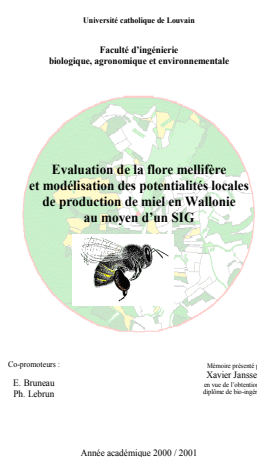 Université catholique de Louvain
Faculté d'ingénierie
biologique, agronomique et environnementale
Evaluation de la flore mellifère
et modélisation des potentialités locales
de production de miel en Wallonie
au moyen d'un SIG
Co-promoteurs :
E. Bruneau
Ph. Lebrun
Mémoire présenté
Xavier Jansse
en vue de l'obtention
diplôme de bio-ingén
Année académique 2000 / 2001